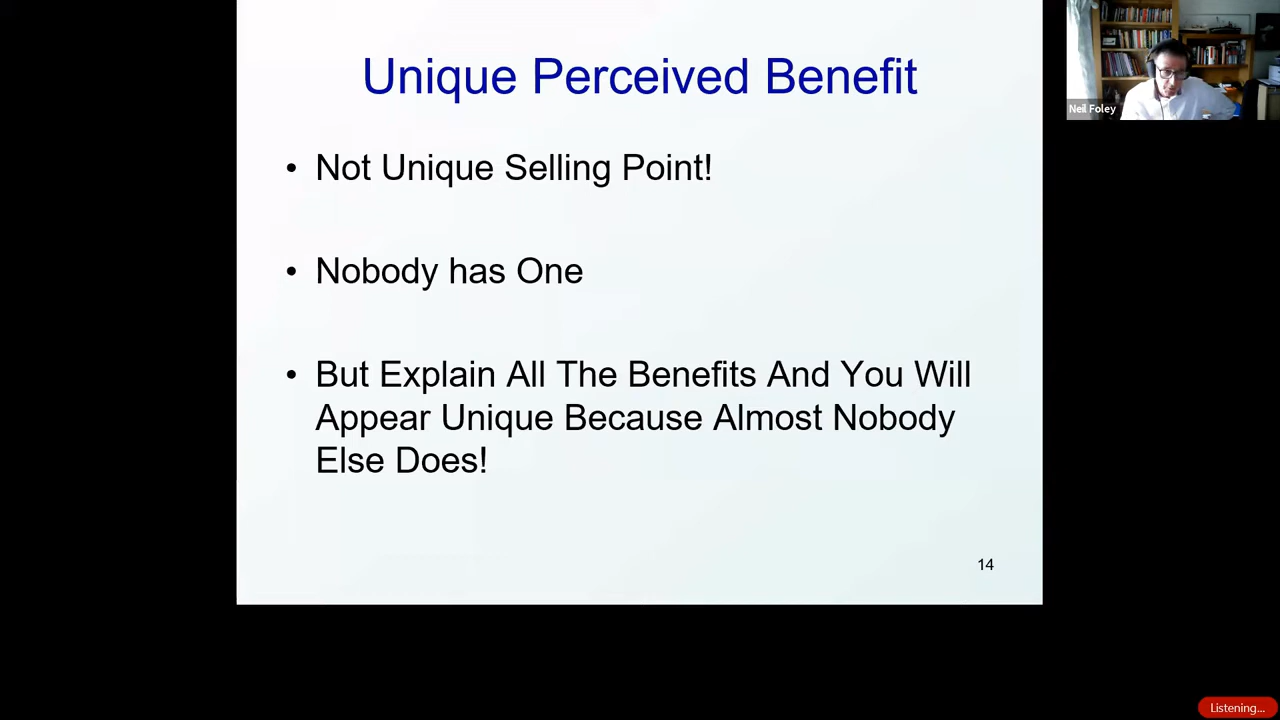 Unique Perceived Benefit
• Not Unique Selling Point!
• Nobody has One
• But Explain All The Benefits And You Will
Appear Unique Because Almost Nobody
Else Does!
14
Neil Foley
Listening...